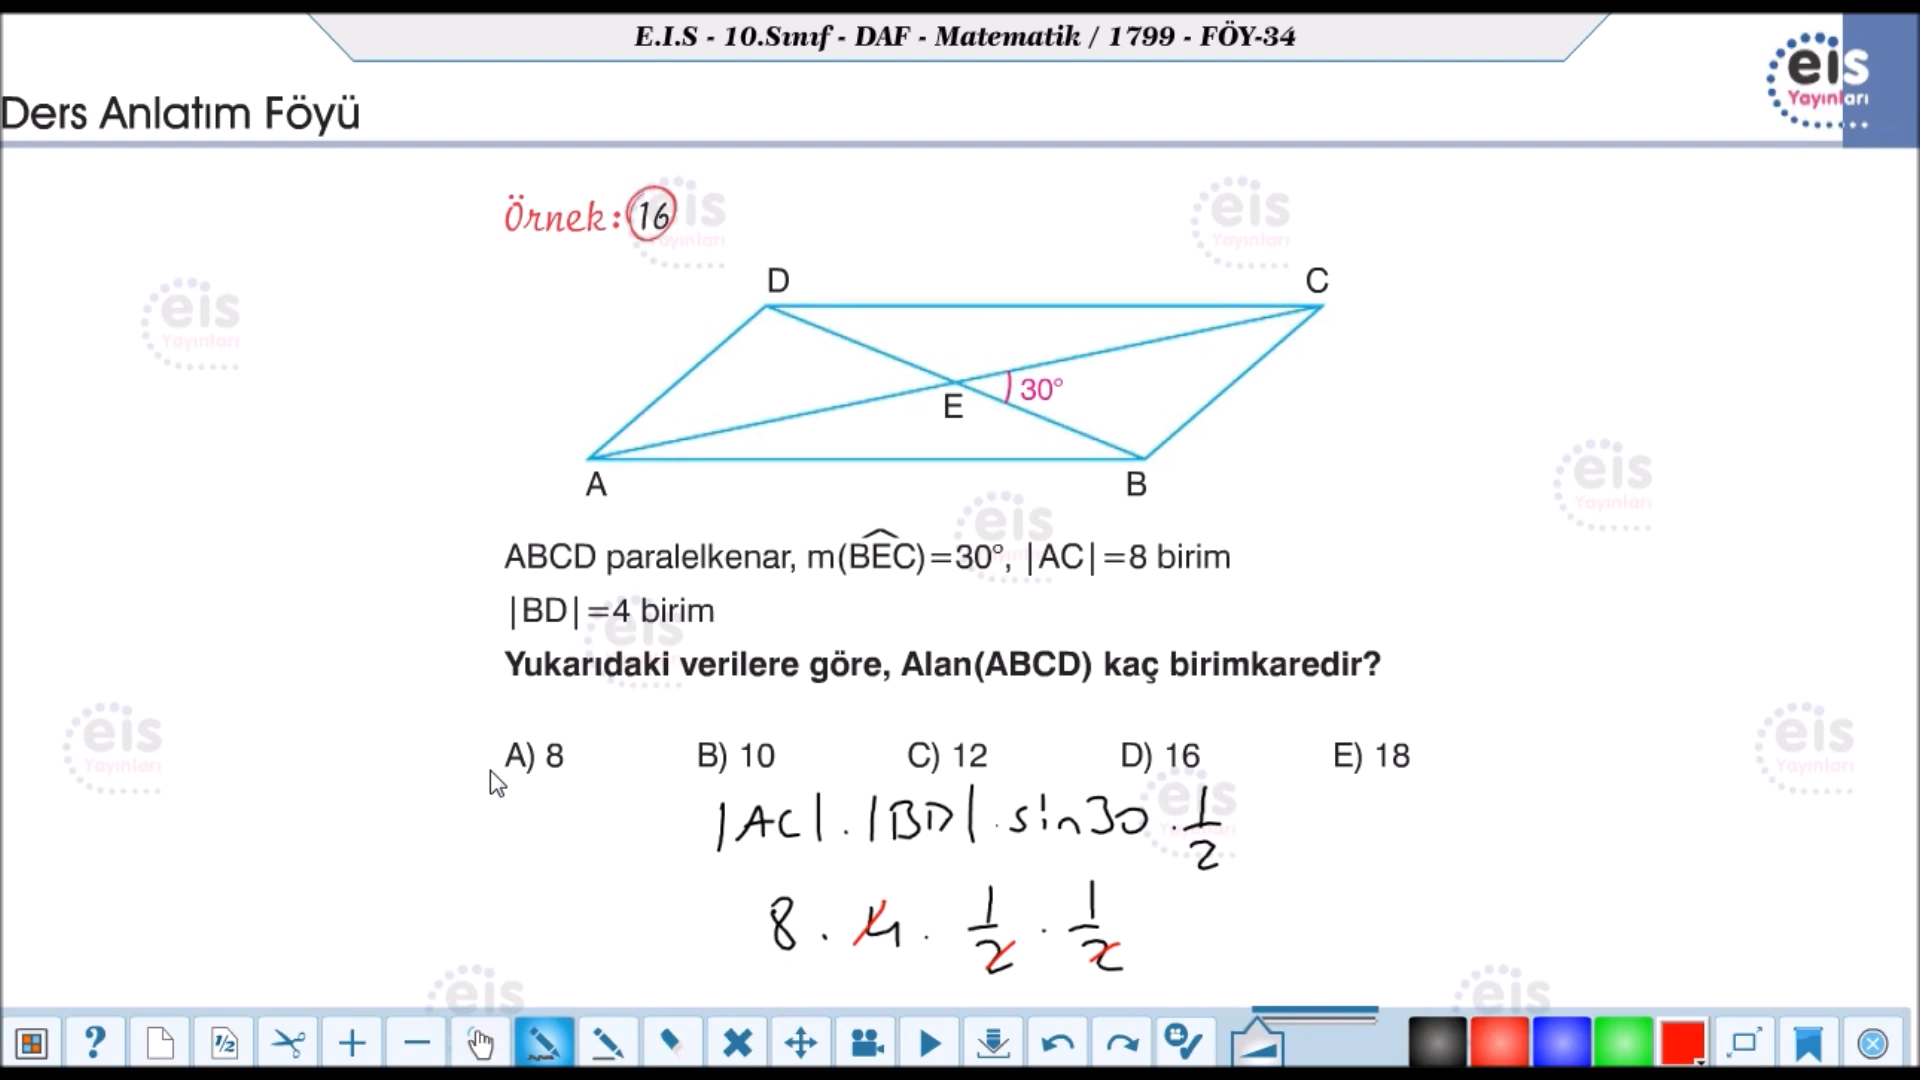 E.I.S - 10.Sınıf - DAF - Matematik / 1799 - FÖY-34
eis
Yayınları
Ders Anlatım Föyü
Örnek: 16
D
C
30°
E
A
B
ABCD paralelkenar, m(BEC)=30°, |AC|=8 birim
|BD|=4 birim
Yukarıdaki verilere göre, Alan(ABCD) kaç birimkaredir?
A) 8 B) 10 C) 12 D) 16 E) 18
|AC| . |BD| . sin30 . 1/2
8 . 4 . 1/2 . 1/2